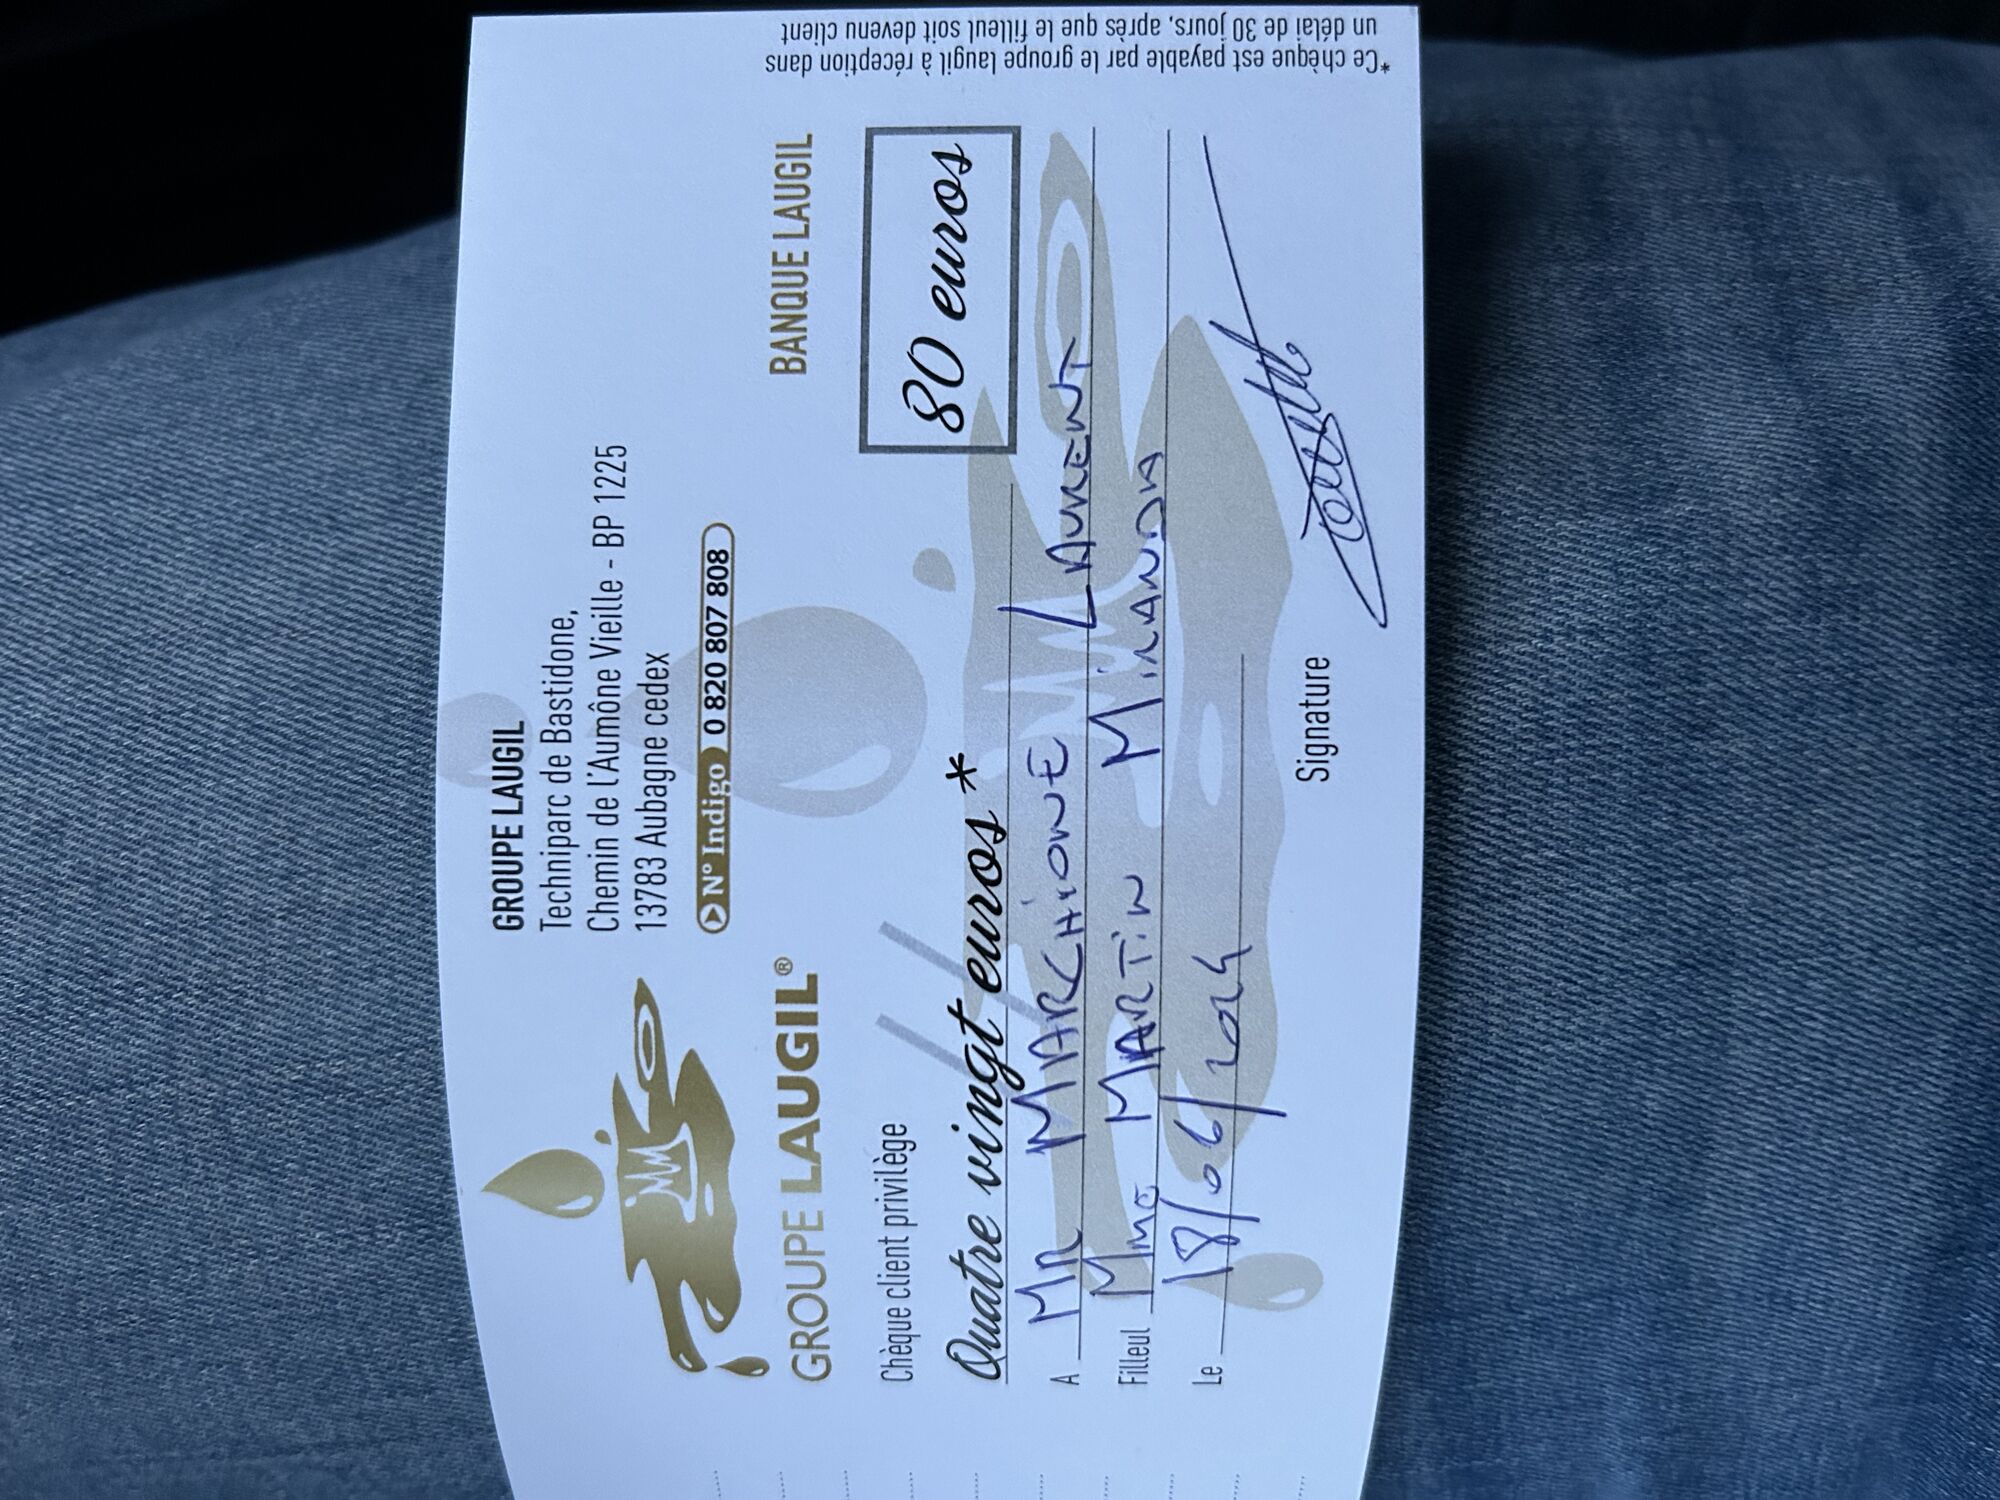 GROUPE LAUGIL
Techniparc de Bastidone,
Chemin de l'Aumône Vieille - BP 1225
13783 Aubagne cedex
N° Indigo 0 820 807 808
GROUPE LAUGIL®
BANQUE LAUGIL
Chèque client privilège
80 euros
Quatre vingt euros *
A MR MARCHIONE LAURENT
Filleul Mme MARTIN MIRANDA
Le 18/06/2024
Signature
*Ce chèque est payable par le groupe laugil à réception dans
un délai de 30 jours, après que le filleul soit devenu client